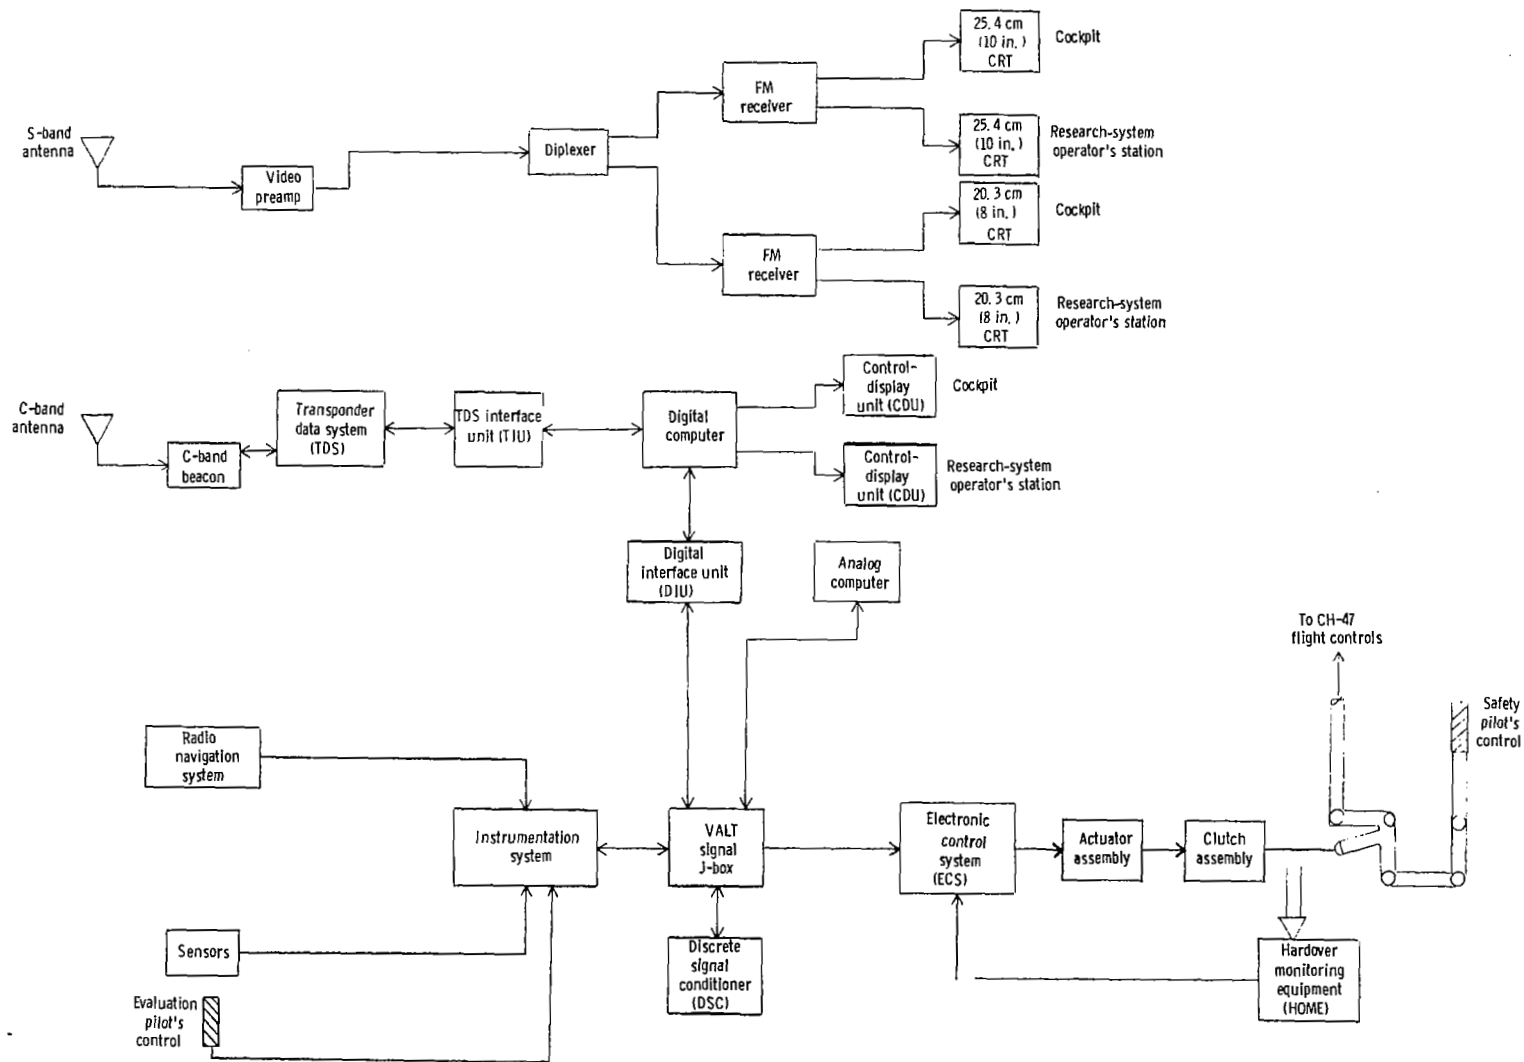 S-band
antenna
Video
preamp
Diplexer
FM
receiver
25.4 cm
(10 in.)
CRT
Cockpit
25.4 cm
(10 in.)
CRT
Research-system
operator's station
FM
receiver
20.3 cm
(8 in.)
CRT
Cockpit
20.3 cm
(8 in.)
CRT
Research-system
operator's station
C-band
antenna
C-band
beacon
Transponder
data system
(TDS)
TDS interface
unit (TIU)
Digital
computer
Control-
display
unit (CDU)
Cockpit
Control-
display
unit (CDU)
Research-system
operator's station
Digital
interface unit
(DIU)
Analog
computer
Radio
navigation
system
Instrumentation
system
Sensors
Evaluation
pilot's
control
VALT
signal
J-box
Discrete
signal
conditioner
(DSC)
Electronic
control
system
(ECS)
Actuator
assembly
Clutch
assembly
To CH-47
flight controls
Safety
pilot's
control
Hardover
monitoring
equipment
(HOME)